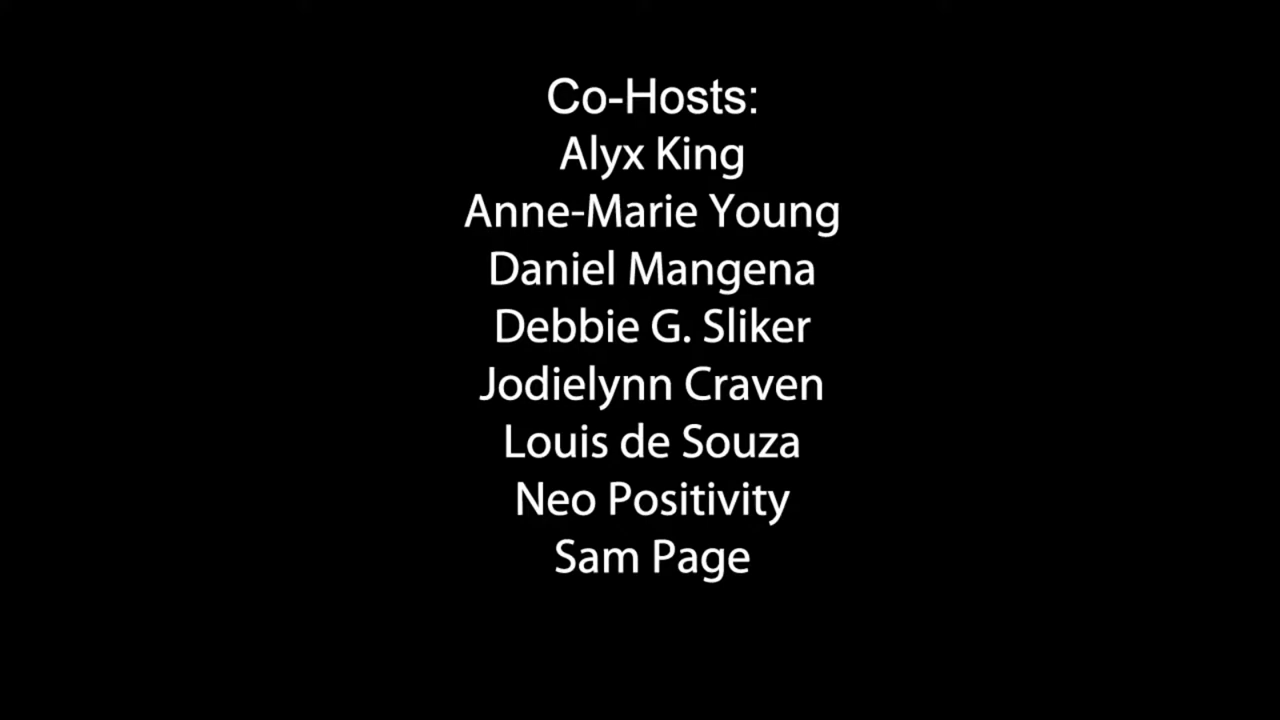 Co-Hosts:
Alyx King
Anne-Marie Young
Daniel Mangena
Debbie G. Sliker
Jodielynn Craven
Louis de Souza
Neo Positivity
Sam Page